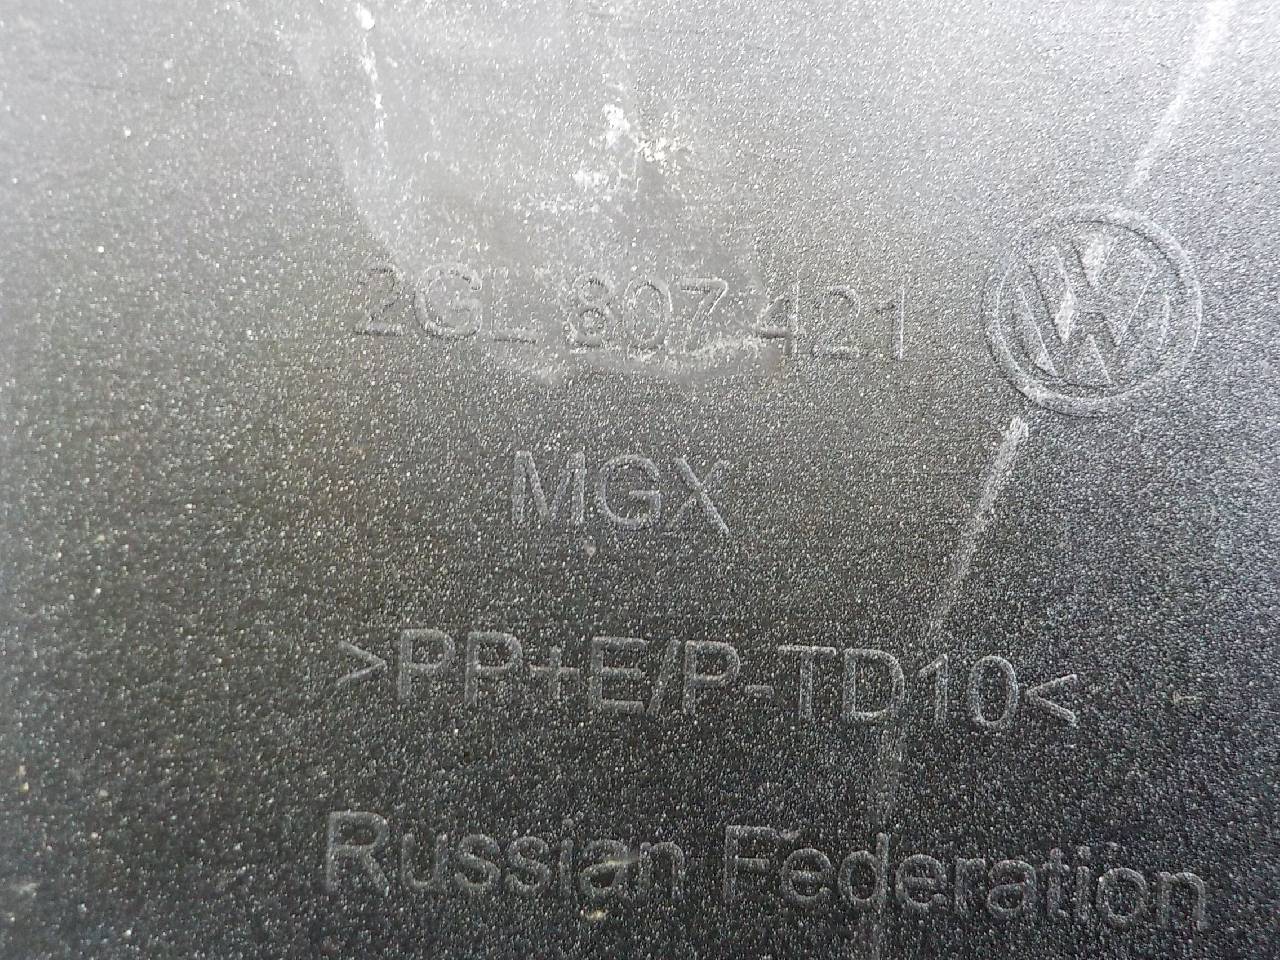 2GL 807 421
MGX
>PP+E/P-TD10<
Russian Federation